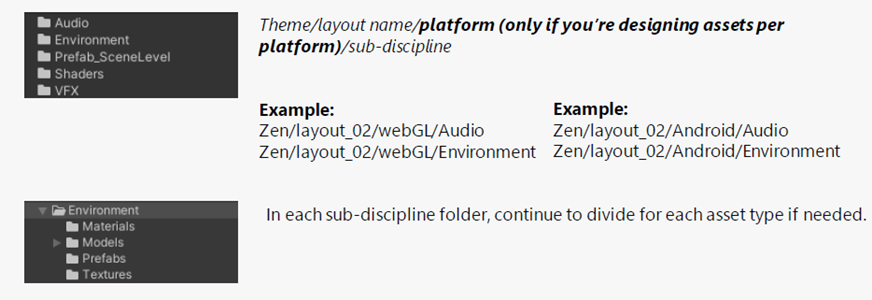 Audio
Environment
Prefab_SceneLevel
Shaders
VFX
Theme/layout name/platform (only if you’re designing assets per
platform)/sub-discipline
Example:
Zen/layout_02/webGL/Audio
Zen/layout_02/webGL/Environment
Example:
Zen/layout_02/Android/Audio
Zen/layout_02/Android/Environment
Environment
Materials
Models
Prefabs
Textures
In each sub-discipline folder, continue to divide for each asset type if needed.